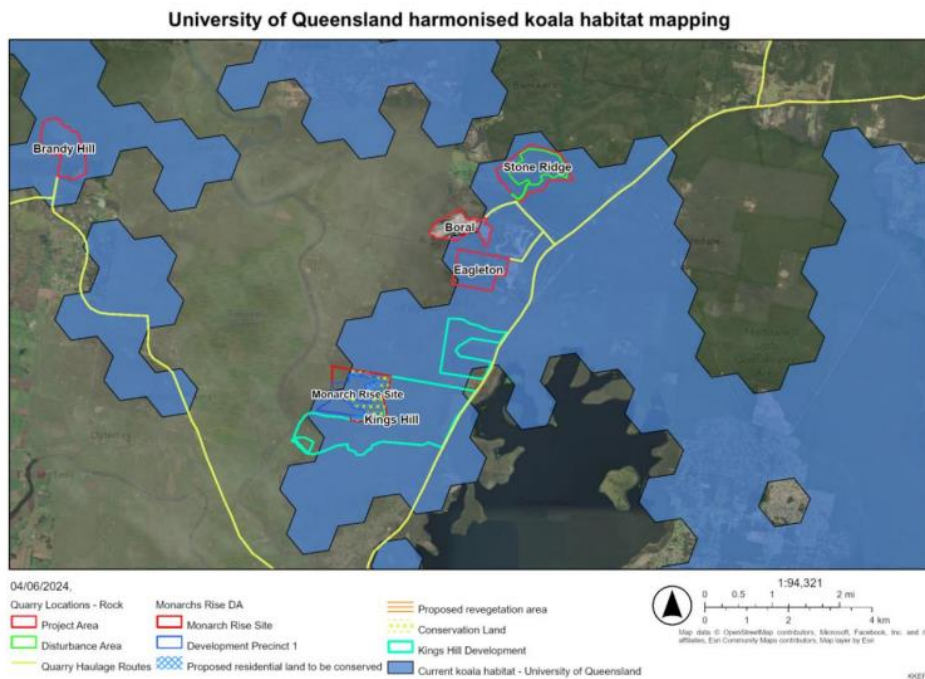 University of Queensland harmonised koala habitat mapping
Brandy Hill
Stone Ridge
Boral
Eagleton
Monarch Rise Site
Kings Hill
04/06/2024,
Quarry Locations - Rock
Project Area
Disturbance Area
Quarry Haulage Routes
Monarchs Rise DA
Monarch Rise Site
Development Precinct 1
Proposed residential land to be conserved
Proposed revegetation area
Conservation Land
Kings Hill Development
Current koala habitat - University of Queensland
1:94,321
0 0.5 1 2 mi
0 1 2 4 km
Map data © OpenStreetMap contributors, Microsoft, Facebook, Inc. and its
affiliates, Esri Community Maps contributors, Map layer by Esri